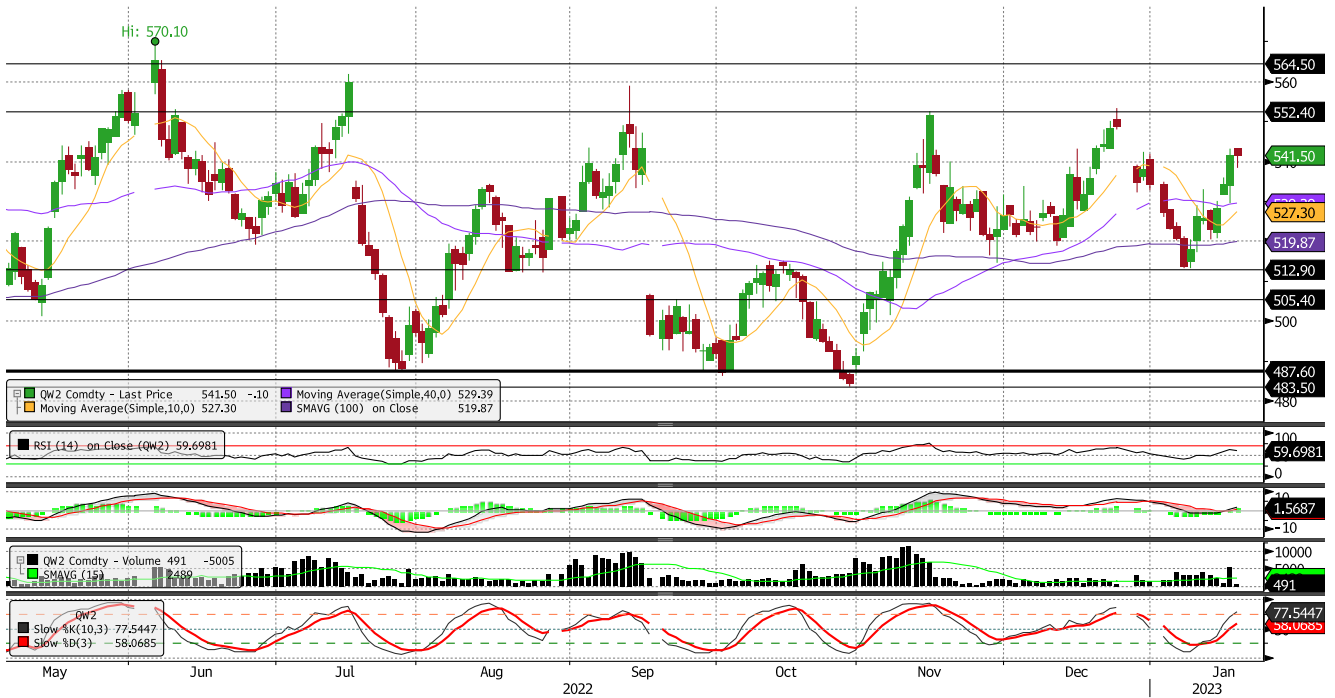 Hi: 570.10
564.50
560
552.40
541.50
527.30
519.87
512.90
505.40
500
487.60
483.50
480
QW2 Comdty - Last Price 541.50 -.10 Moving Average(Simple,40,0) 529.39
Moving Average(Simple,10,0) 527.30 SMAVG (100) on Close 519.87
RSI (14) on Close (QW2) 59.6981
100
59.6981
0
10
1.5687
-10
QW2 Comdty - Volume 491 -5005
SMAVG (15) 2489
10000
5000
491
QW2
Slow %K(10,3) 77.5447
Slow %D(3) 58.0685
77.5447
58.0685
May Jun Jul Aug Sep Oct Nov Dec Jan
2022 2023